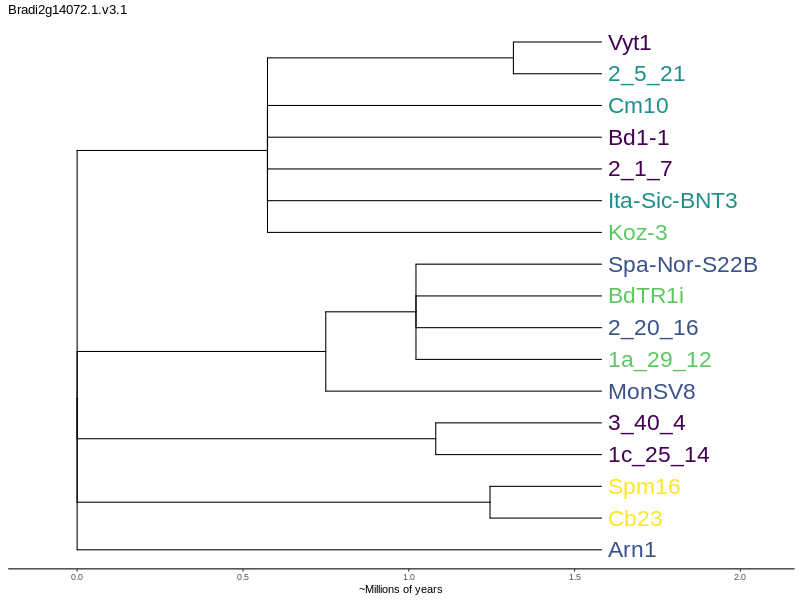 Bradi2g14072.1.v3.1
Vyt1
2_5_21
Cm10
Bd1-1
2_1_7
Ita-Sic-BNT3
Koz-3
Spa-Nor-S22B
BdTR1i
2_20_16
1a_29_12
MonSV8
3_40_4
1c_25_14
Spm16
Cb23
Arn1
0.0 0.5 1.0 1.5 2.0
~Millions of years